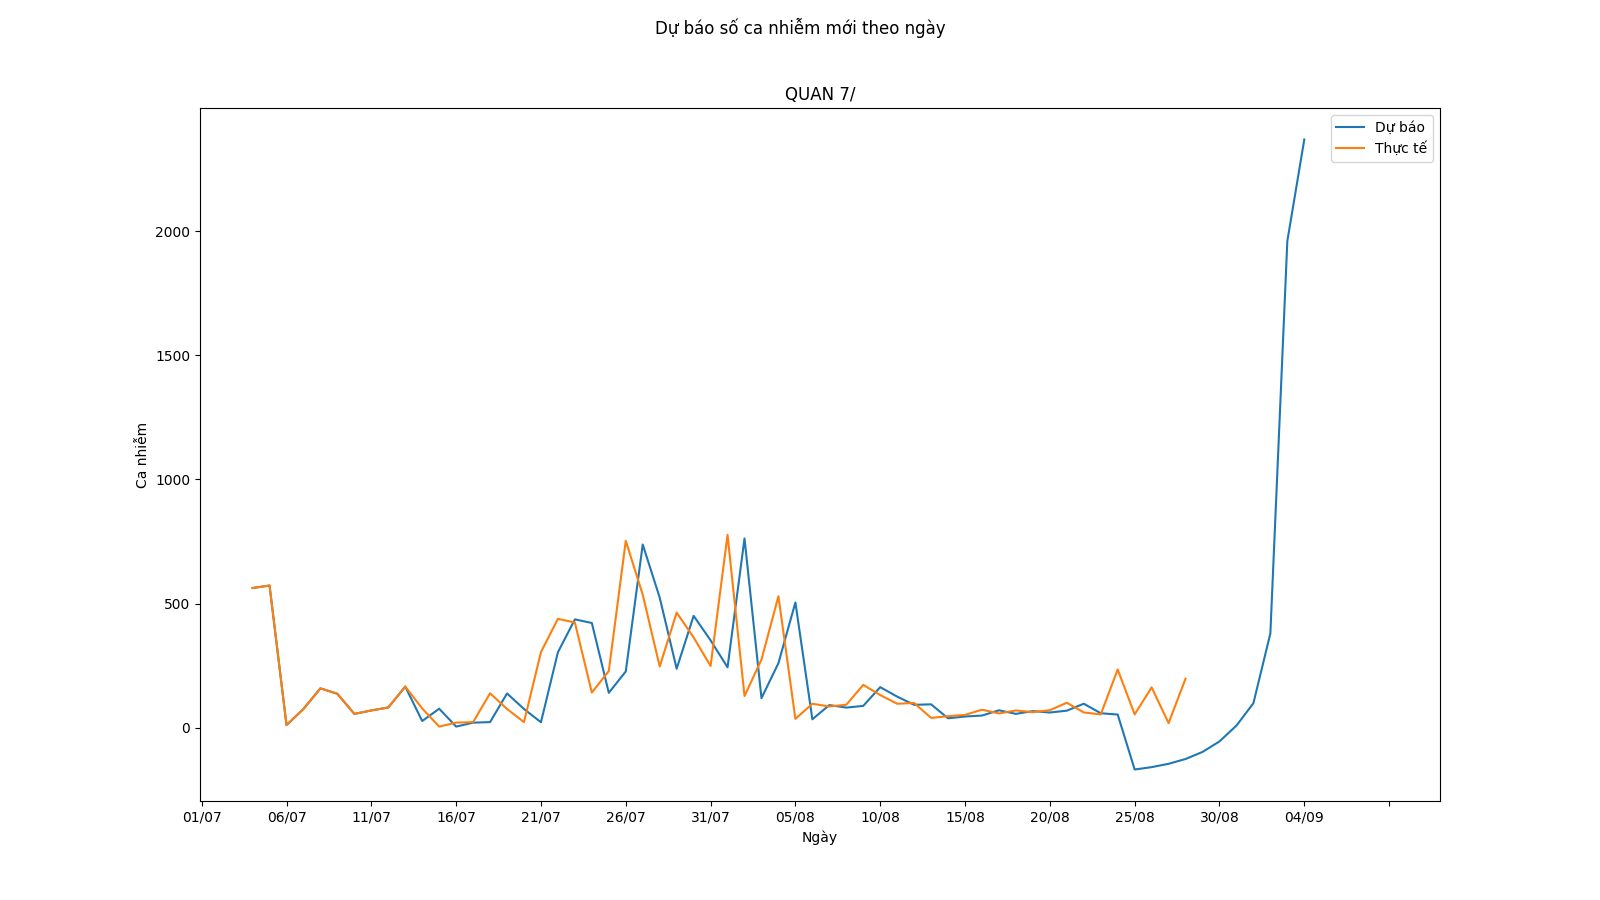 Dự báo số ca nhiễm mới theo ngày
QUAN 7/
Dự báo
Thực tế
2000
1500
1000
500
0
Ca nhiễm
01/07 06/07 11/07 16/07 21/07 26/07 31/07 05/08 10/08 15/08 20/08 25/08 30/08 04/09
Ngày